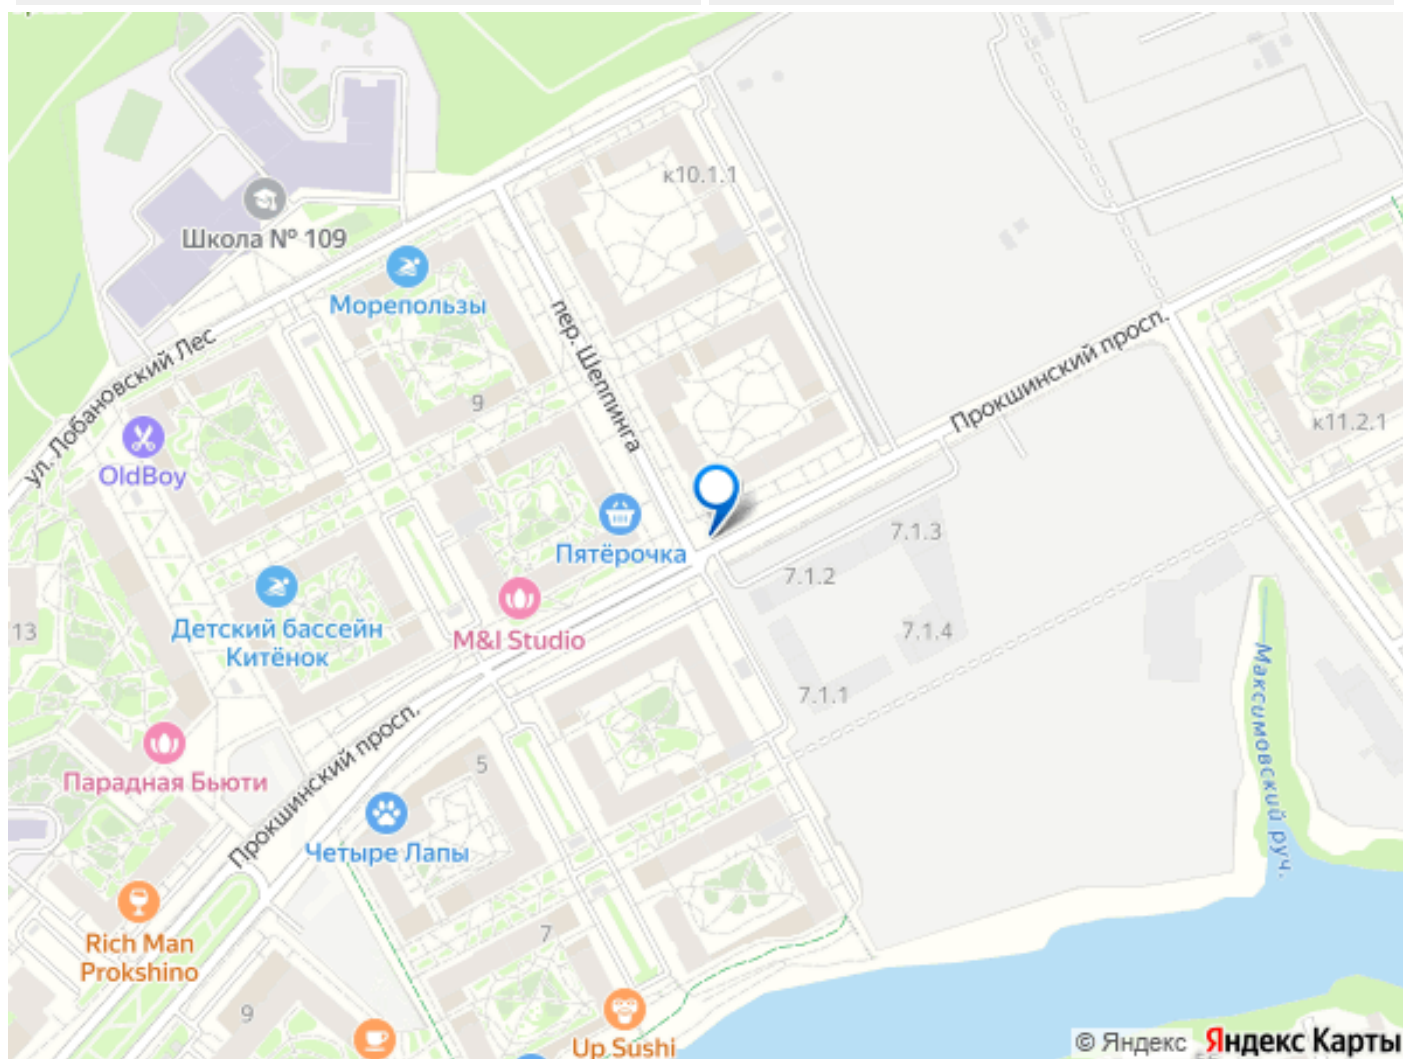 к10.1.1
Школа № 109
Морепользы
пер. Шеппинга
ул. Лобановский Лес
Прокшинский просп.
9
к11.2.1
OldBoy
Пятёрочка
7.1.3
7.1.2
M&I Studio
7.1.4
13
Детский бассейн
Китёнок
7.1.1
Максимовский руч.
Парадная Бьюти
Прокшинский просп.
5
Четыре Лапы
Rich Man
Prokshino
7
9
Up Sushi
© Яндекс Яндекс Карты